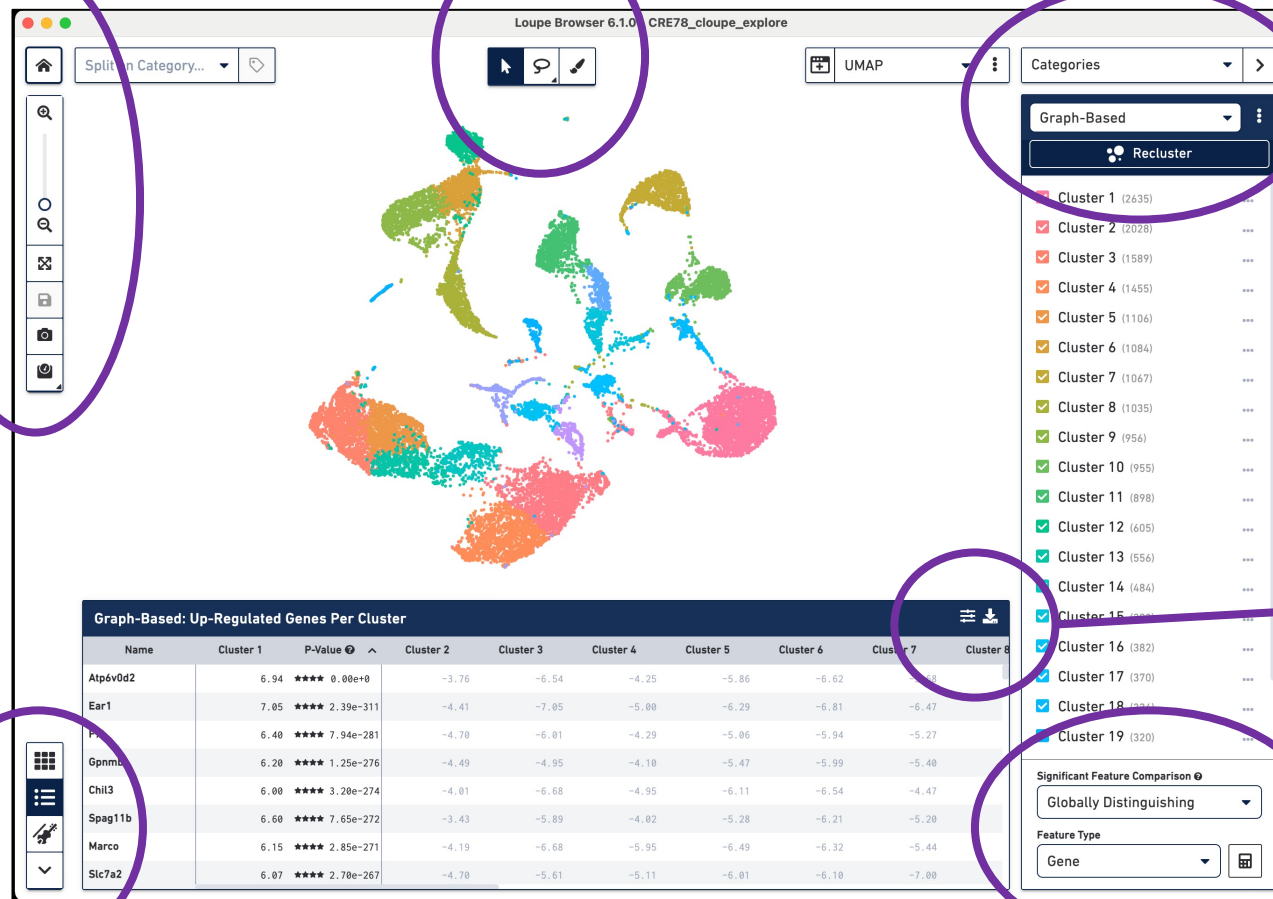 Loupe Browser 6.1.0 CRE78_cloupe_explore
Split on Category...
UMAP
Categories
Graph-Based
Recluster
Cluster 1 (2635)
Cluster 2 (2028)
Cluster 3 (1589)
Cluster 4 (1455)
Cluster 5 (1106)
Cluster 6 (1084)
Cluster 7 (1067)
Cluster 8 (1035)
Cluster 9 (956)
Cluster 10 (955)
Cluster 11 (898)
Cluster 12 (605)
Cluster 13 (556)
Cluster 14 (484)
Cluster 15
Cluster 16 (382)
Cluster 17 (370)
Cluster 18
Cluster 19 (320)
Significant Feature Comparison
Globally Distinguishing
Feature Type
Gene
Graph-Based: Up-Regulated Genes Per Cluster
Name Cluster 1 P-Value Cluster 2 Cluster 3 Cluster 4 Cluster 5 Cluster 6 Cluster 7 Cluster 8
Atp6v0d2 6.94 **** 0.00e+0 -3.76 -6.54 -4.25 -5.86 -6.62
Ear1 7.05 **** 2.39e-311 -4.41 -7.05 -5.00 -6.29 -6.81 -6.47
6.40 **** 7.94e-281 -4.70 -6.01 -4.29 -5.06 -5.94 -5.27
Gpnmb 6.20 **** 1.25e-276 -4.49 -4.95 -4.10 -5.47 -5.99 -5.40
Chil3 6.00 **** 3.20e-274 -4.01 -6.68 -4.95 -6.11 -6.54 -4.47
Spag11b 6.60 **** 7.65e-272 -3.43 -5.89 -4.02 -5.28 -6.21 -5.20
Marco 6.15 **** 2.85e-271 -4.19 -6.68 -5.95 -6.49 -6.32 -5.44
Slc7a2 6.07 **** 2.70e-267 -4.70 -5.61 -5.11 -6.01 -6.10 -7.00